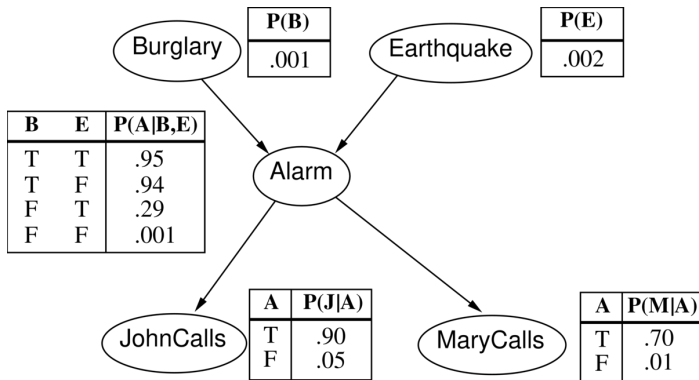 Burglary
P(B)
.001
Earthquake
P(E)
.002
B E P(A|B,E)
T T .95
T F .94
F T .29
F F .001
Alarm
JohnCalls
A P(J|A)
T .90
F .05
MaryCalls
A P(M|A)
T .70
F .01